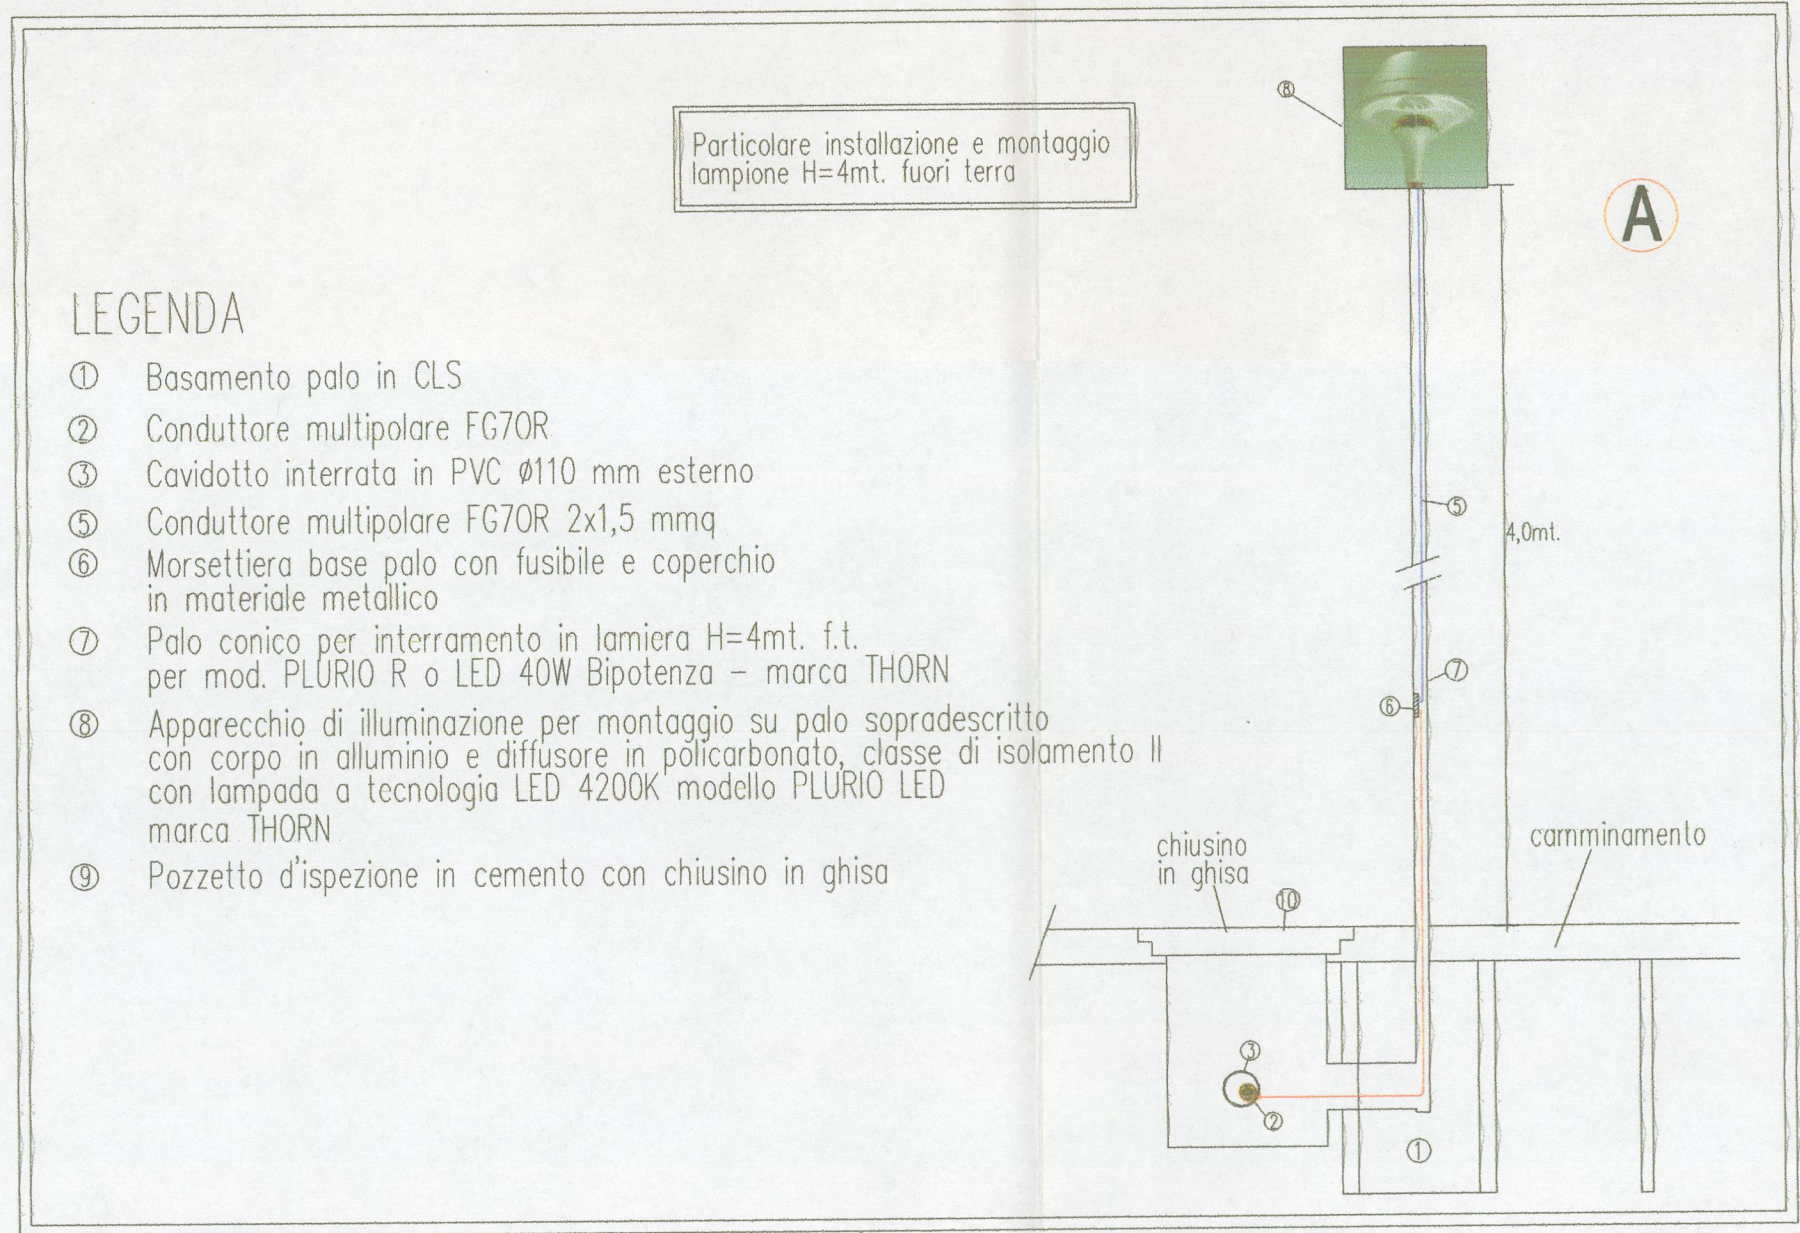 Particolare installazione e montaggio
lampione H=4mt. fuori terra
A
LEGENDA
① Basamento palo in CLS
② Conduttore multipolare FG7OR
③ Cavidotto interrata in PVC ø110 mm esterno
⑤ Conduttore multipolare FG7OR 2x1,5 mmq
⑥ Morsettiera base palo con fusibile e coperchio
in materiale metallico
⑦ Palo conico per interramento in lamiera H=4mt. f.t.
per mod. PLURIO R o LED 40W Bipotenza – marca THORN
⑧ Apparecchio di illuminazione per montaggio su palo sopradescritto
con corpo in alluminio e diffusore in policarbonato, classe di isolamento II
con lampada a tecnologia LED 4200K modello PLURIO LED
marca THORN
⑨ Pozzetto d'ispezione in cemento con chiusino in ghisa
⑧
⑤
4,0mt.
⑦
⑥
chiusino
in ghisa
camminamento
⑩
③
②
①